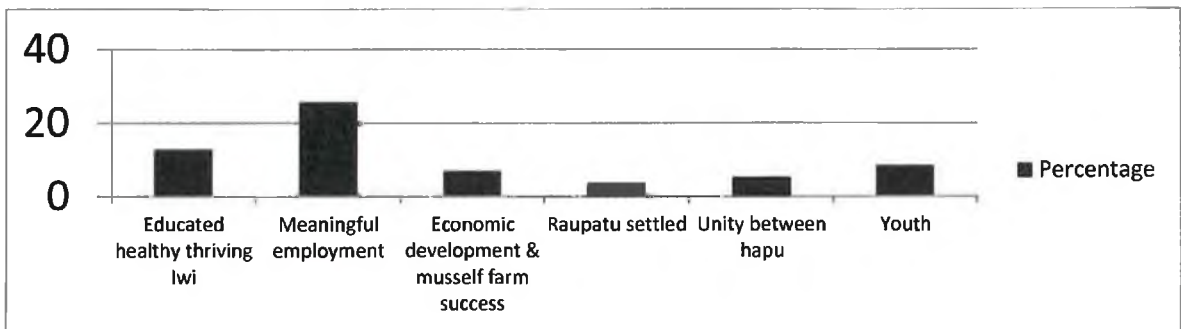 40
20
0
Educated
healthy thriving
Iwi
Meaningful
employment
Economic
development &
musself farm
success
Raupatu settled
Unity between
hapu
Youth
Percentage